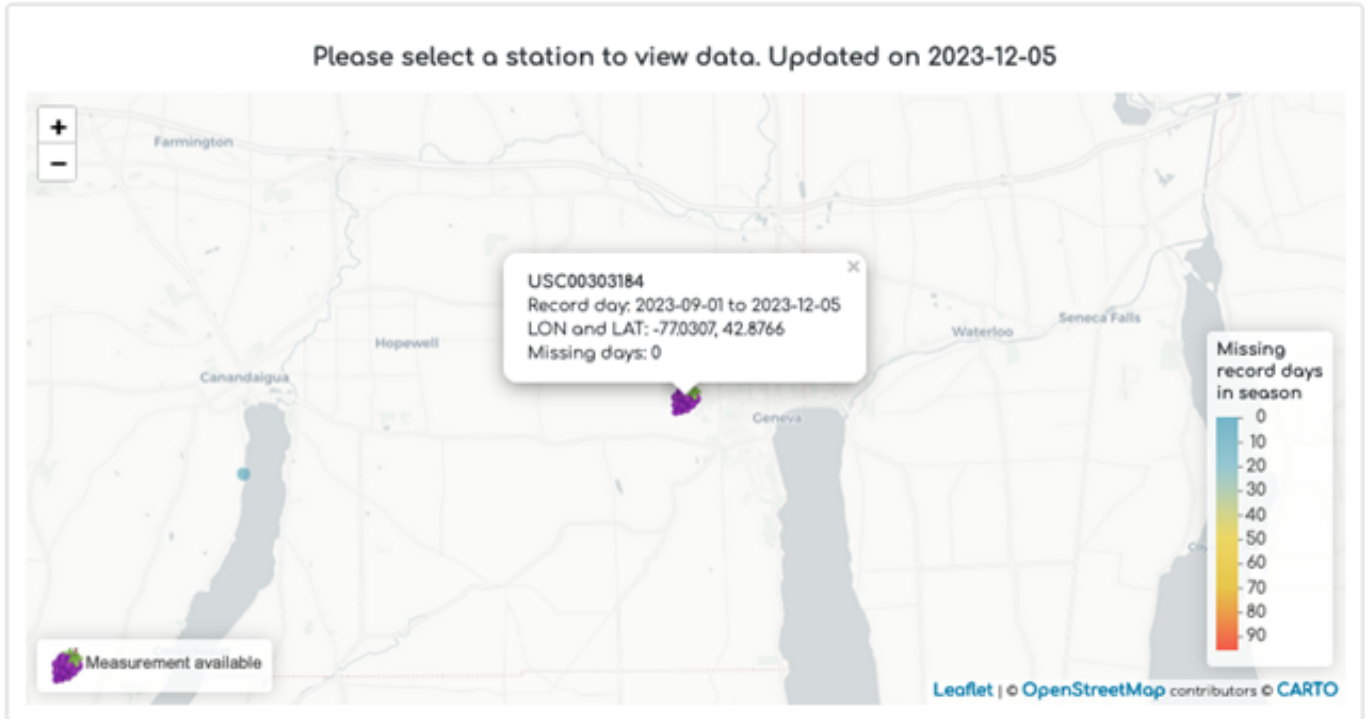 Please select a station to view data. Updated on 2023-12-05
+
−
Farmington
USC00303184
×
Record day: 2023-09-01 to 2023-12-05
LON and LAT: -77.0307, 42.8766
Missing days: 0
Hopewell
Waterloo
Seneca Falls
Canandaigua
Geneva
Missing
record days
in season
0
10
20
30
40
50
60
70
80
90
Measurement available
Leaflet | © OpenStreetMap contributors © CARTO